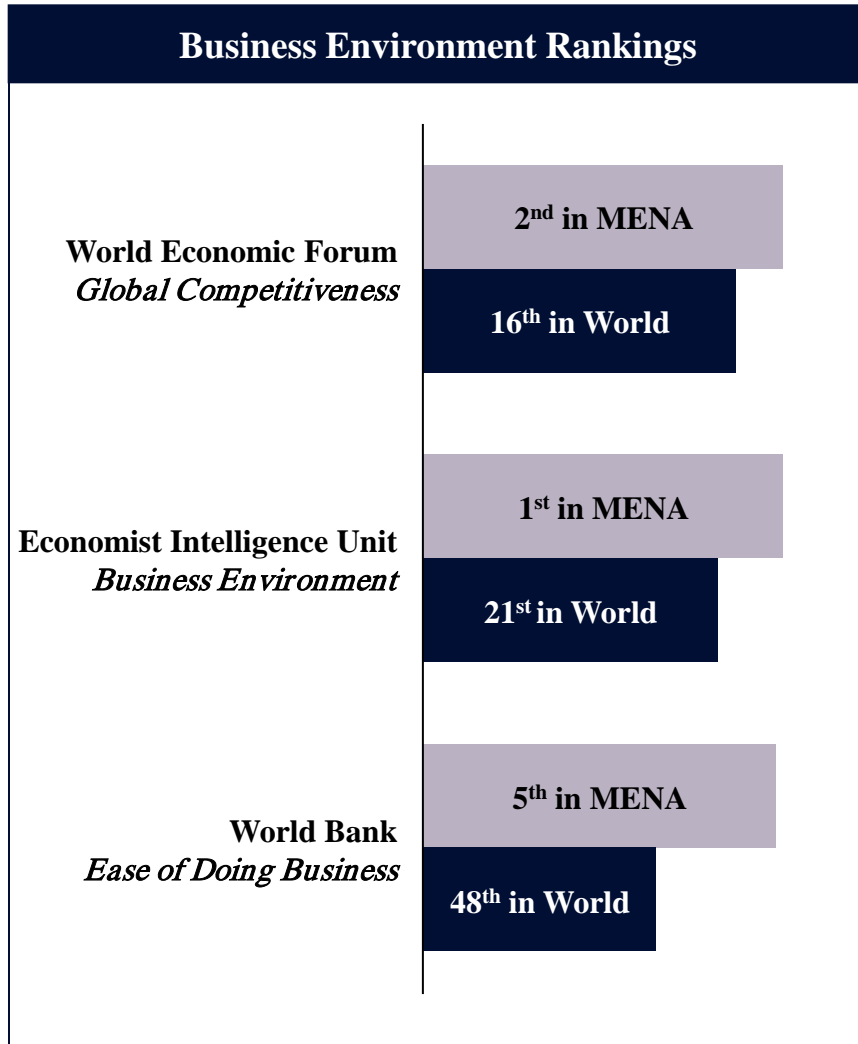 Business Environment Rankings
2nd in MENA
World Economic Forum
Global Competitiveness
16th in World
1st in MENA
Economist Intelligence Unit
Business Environment
21st in World
5th in MENA
World Bank
Ease of Doing Business
48th in World